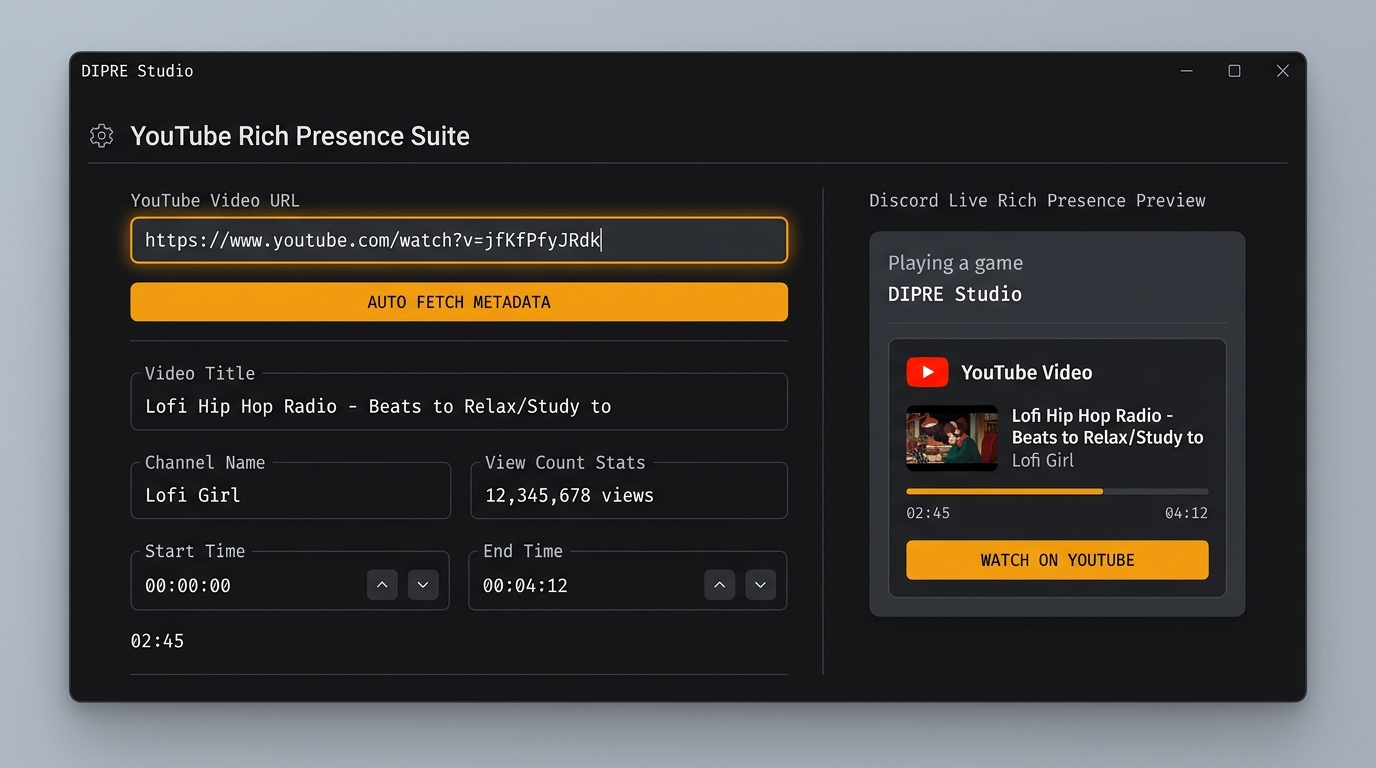 DIPRE Studio
YouTube Rich Presence Suite
YouTube Video URL
https://www.youtube.com/watch?v=jfKfPfyJRdk
AUTO FETCH METADATA
Video Title
Lofi Hip Hop Radio - Beats to Relax/Study to
Channel Name
Lofi Girl
View Count Stats
12,345,678 views
Start Time
00:00:00
End Time
00:04:12
02:45
Discord Live Rich Presence Preview
Playing a game
DIPRE Studio
YouTube Video
Lofi Hip Hop Radio -
Beats to Relax/Study to
Lofi Girl
02:45
04:12
WATCH ON YOUTUBE